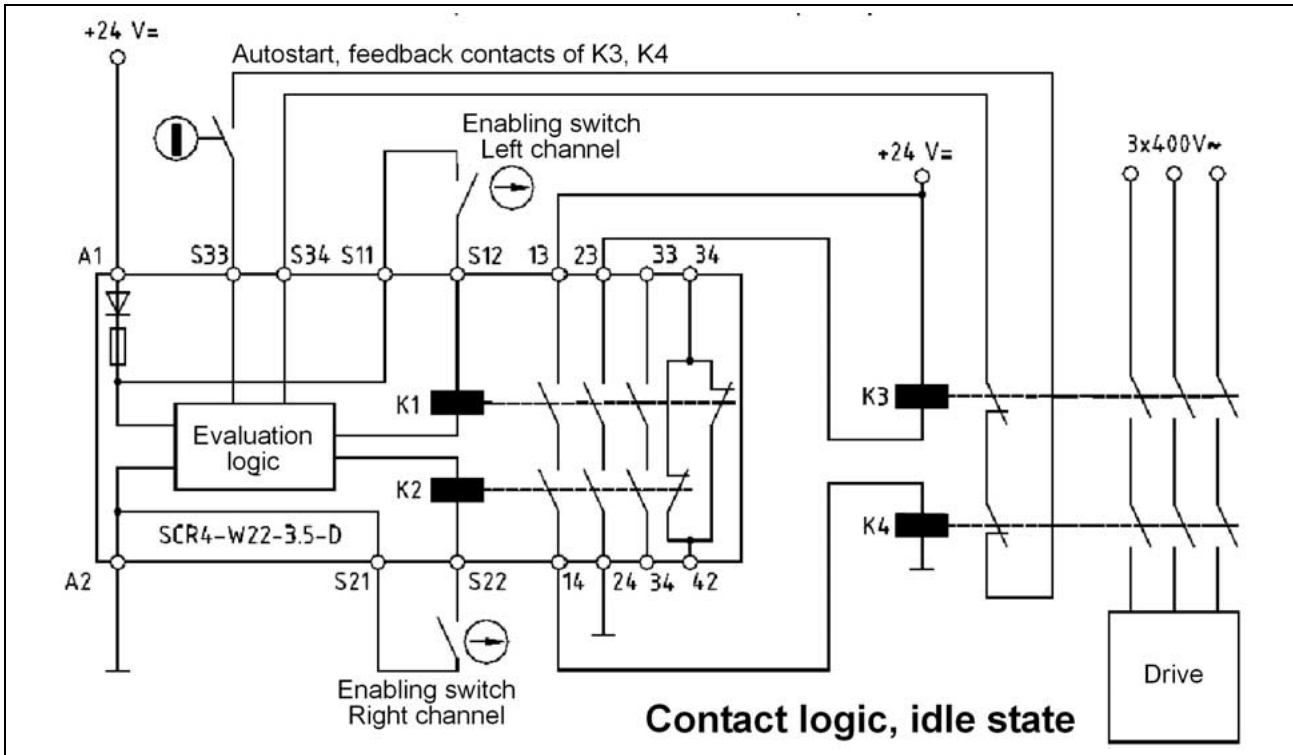 +24 V=
Autostart, feedback contacts of K3, K4
Enabling switch
Left channel
+24 V=
3x400V~
A1
S33
S34
S11
S12
13
23
33
34
K1
K3
Evaluation
logic
K2
K4
SCR4-W22-3.5-D
A2
S21
S22
14
24
34
42
Enabling switch
Right channel
Drive
Contact logic, idle state